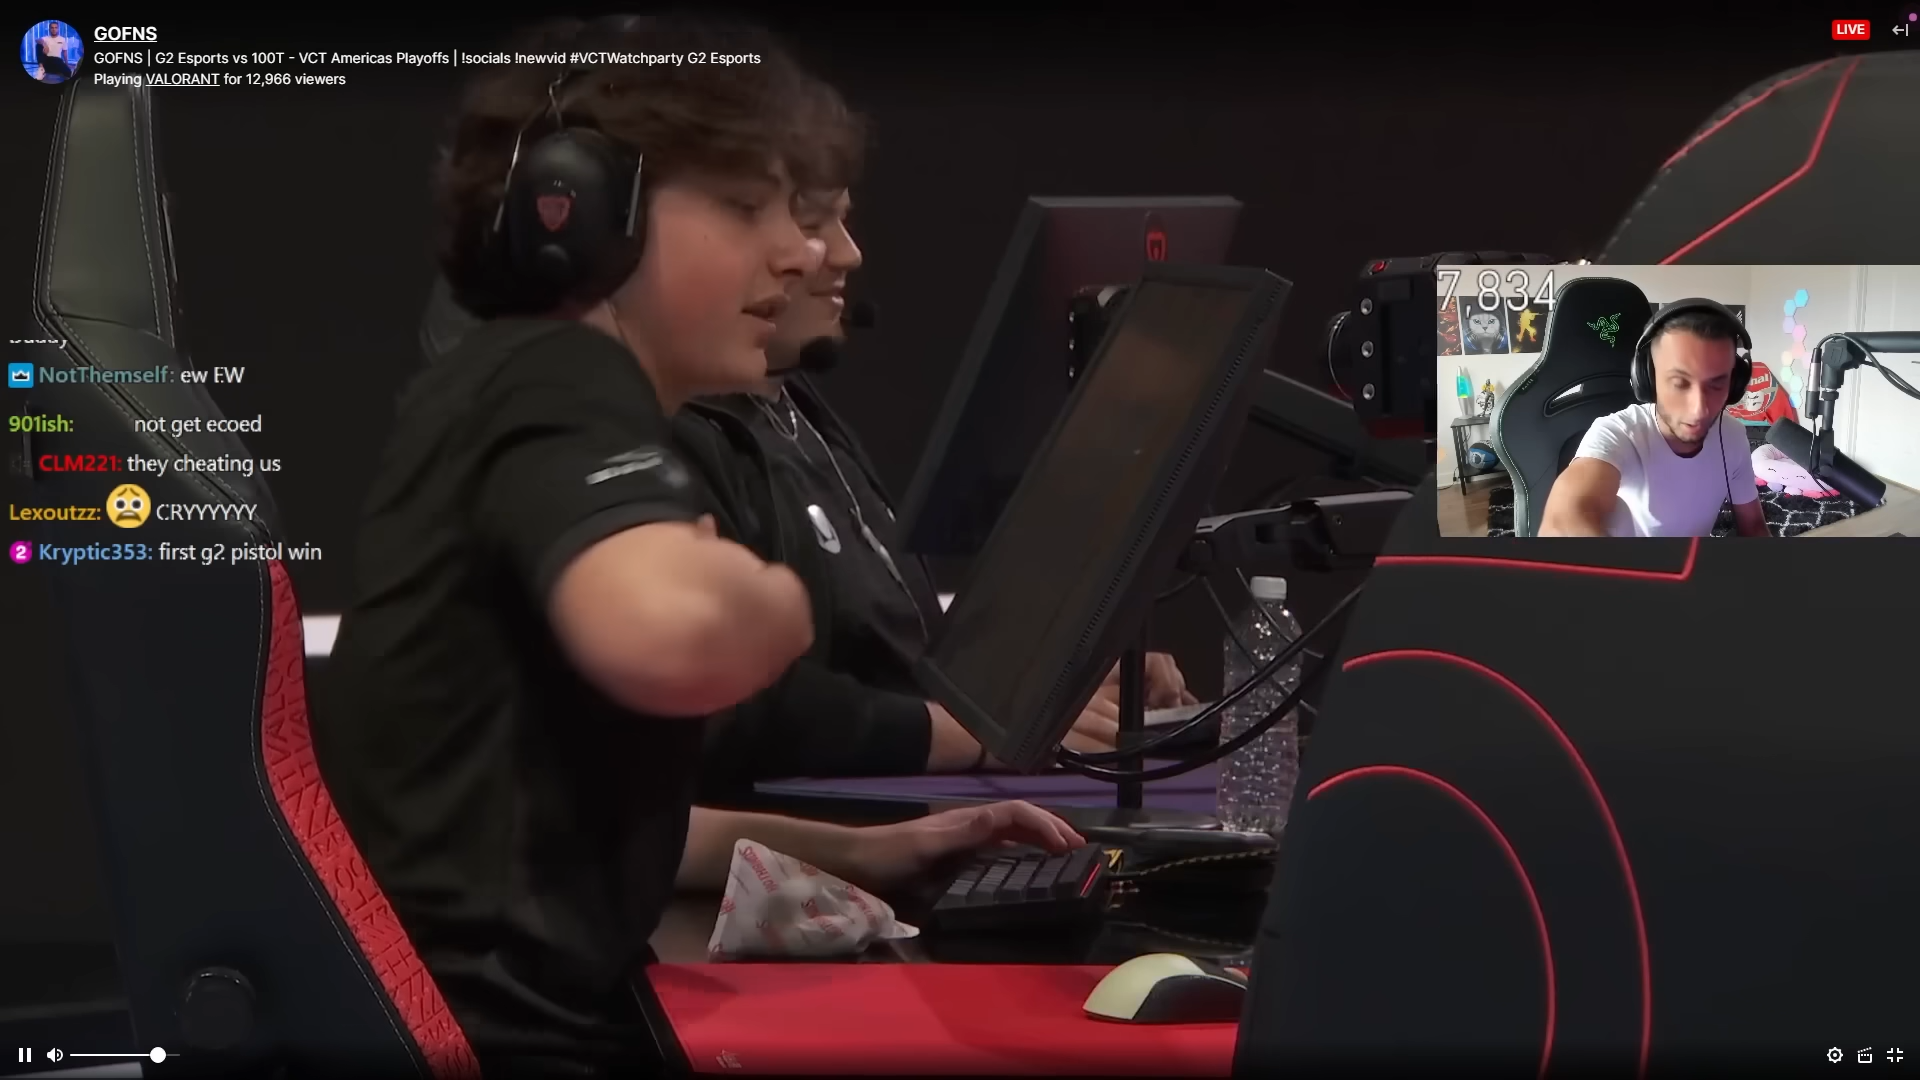 GOFNS
GOFNS | G2 Esports vs 100T - VCT Americas Playoffs | !socials !newvid #VCTWatchparty G2 Esports
Playing VALORANT for 12,966 viewers
LIVE
7,834
NotThemself: ew EW
901ish: not get ecoed
CLM221: they cheating us
Lexoutzz: CRYYYYYY
2 Kryptic353: first g2 pistol win